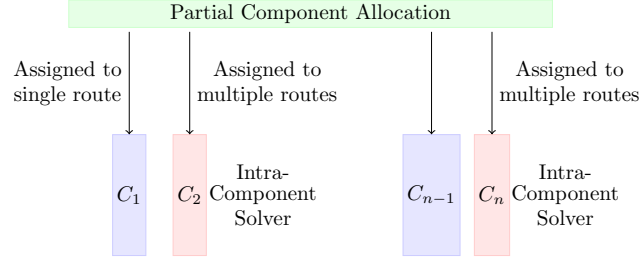 Partial Component Allocation
Assigned to
single route
Assigned to
multiple routes
Assigned to
multiple routes
C₁
C₂
Intra-
Component
Solver
Cₙ₋₁
Cₙ
Intra-
Component
Solver